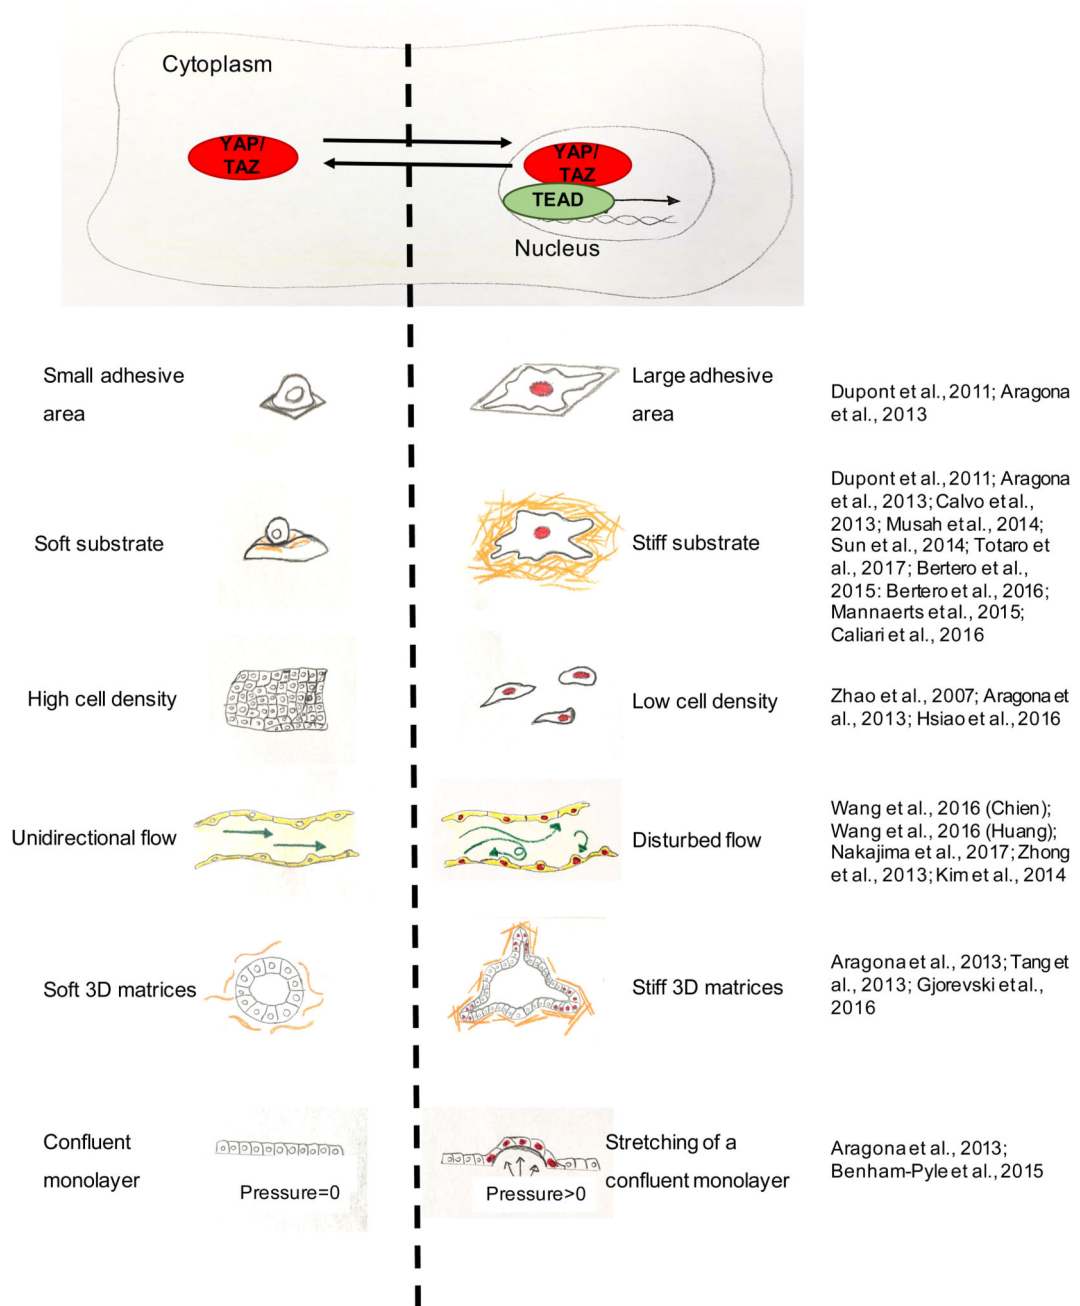 Cytoplasm
YAP/
TAZ
YAP/
TAZ
TEAD
Nucleus
Small adhesive
area
Large adhesive
area
Dupont et al., 2011; Aragona
et al., 2013
Soft substrate
Stiff substrate
Dupont et al., 2011; Aragona
et al., 2013; Calvo et al.,
2013; Musah et al., 2014;
Sun et al., 2014; Totaro et
al., 2017; Bertero et al.,
2015: Bertero et al., 2016;
Mannaerts et al., 2015;
Caliari et al., 2016
High cell density
Low cell density
Zhao et al., 2007; Aragona et
al., 2013; Hsiao et al., 2016
Unidirectional flow
Disturbed flow
Wang et al., 2016 (Chien);
Wang et al., 2016 (Huang);
Nakajima et al., 2017; Zhong
et al., 2013; Kim et al., 2014
Soft 3D matrices
Stiff 3D matrices
Aragona et al., 2013; Tang et
al., 2013; Gjorevski et al.,
2016
Confluent
monolayer
Pressure=0
Pressure>0
Stretching of a
confluent monolayer
Aragona et al., 2013;
Benham-Pyle et al., 2015